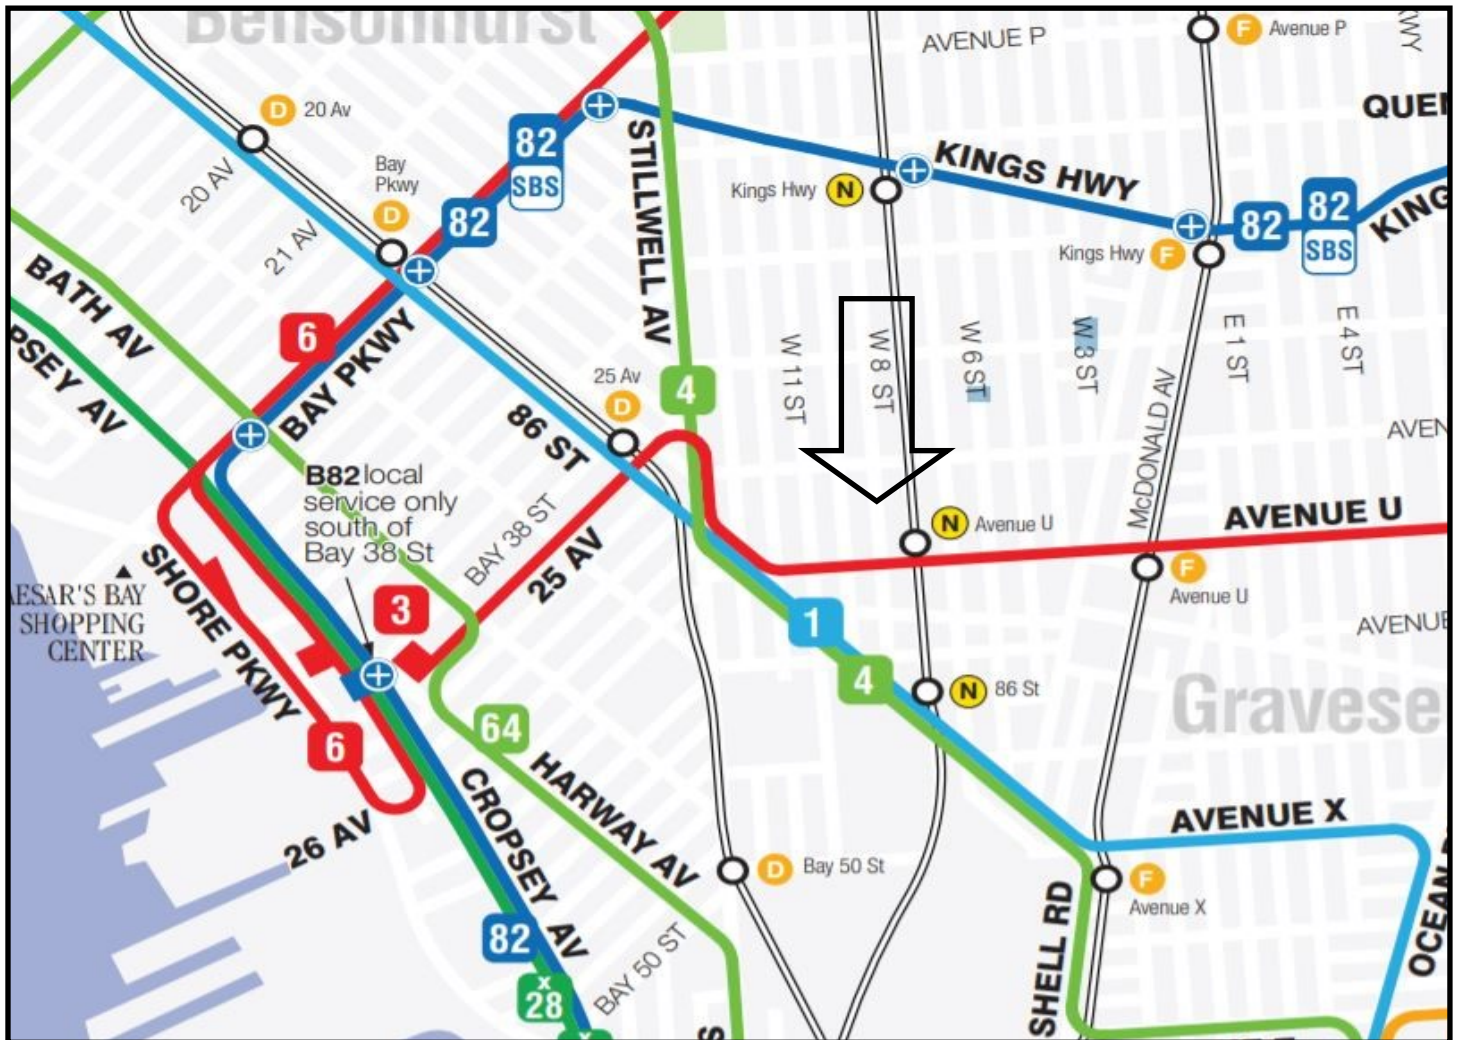 Bensonhurst
AVENUE P
F Avenue P
KWY
D 20 Av
82
SBS
QUE
STILLWELL AV
KINGS HWY
Bay
Pkwy
D
20 AV
82
Kings Hwy N
82
82
SBS
KING
21 AV
Kings Hwy F
BATH AV
PSEY AV
6
BAY PKWY
W 11 ST
W 8 ST
W 6 ST
W 3 ST
E 1 ST
E 4 ST
25 Av
D
4
86 ST
McDONALD AV
AVEN
B82 local
service only
south of
Bay 38 St
BAY 38 ST
25 AV
N Avenue U
AVENUE U
F
Avenue U
ESAR'S BAY
SHOPPING
CENTER
SHORE PKWY
3
1
AVENUE
4
N 86 St
Gravese
64
6
HARWAY AV
CROPSEY AV
26 AV
AVENUE X
D Bay 50 St
F
Avenue X
SHELL RD
OCEAN
82
BAY 50 ST
X
28
X
S